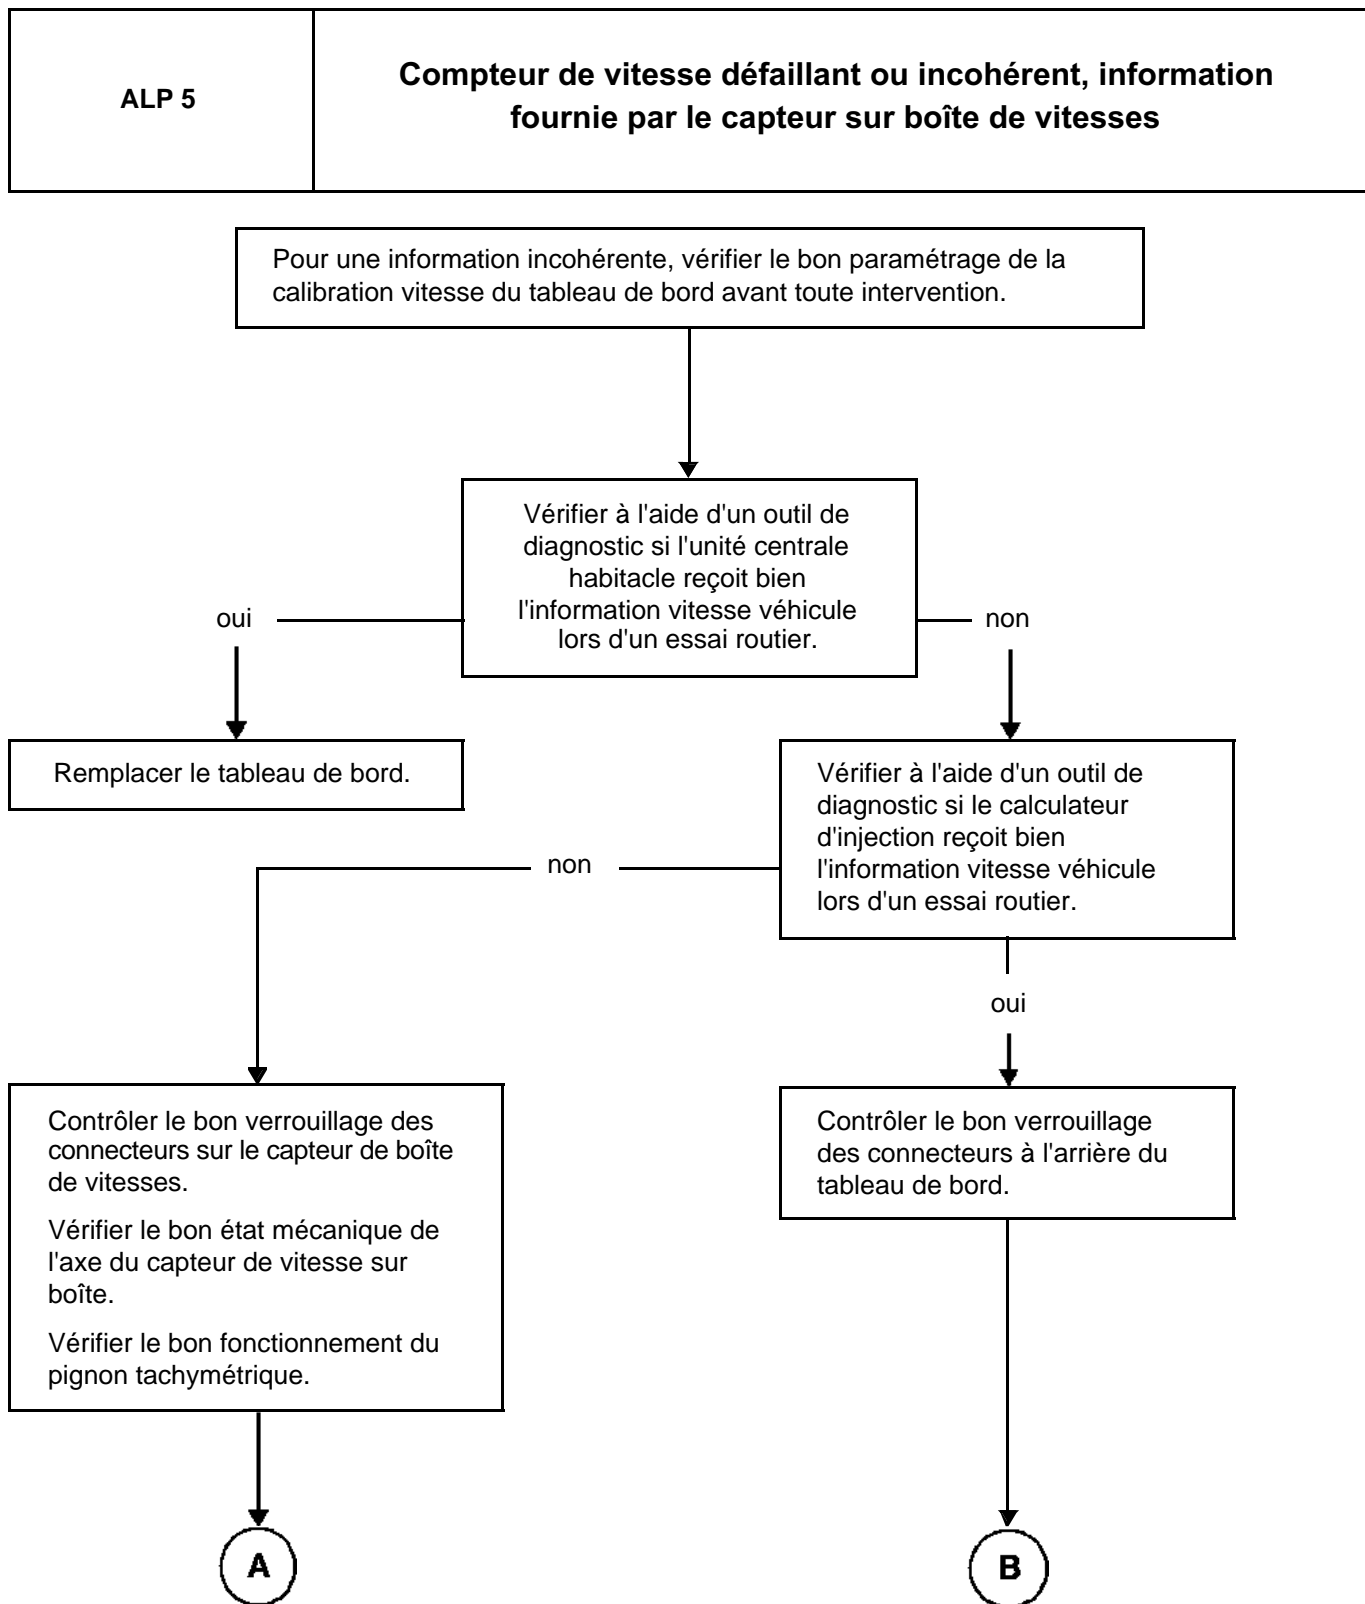 ALP 5
Compteur de vitesse défaillant ou incohérent, information
fournie par le capteur sur boîte de vitesses
Pour une information incohérente, vérifier le bon paramétrage de la
calibration vitesse du tableau de bord avant toute intervention.
Vérifier à l'aide d'un outil de
diagnostic si l'unité centrale
habitacle reçoit bien
l'information vitesse véhicule
lors d'un essai routier.
oui
non
Remplacer le tableau de bord.
Vérifier à l'aide d'un outil de
diagnostic si le calculateur
d'injection reçoit bien
l'information vitesse véhicule
lors d'un essai routier.
non
oui
Contrôler le bon verrouillage des
connecteurs sur le capteur de boîte
de vitesses.
Vérifier le bon état mécanique de
l'axe du capteur de vitesse sur
boîte.
Vérifier le bon fonctionnement du
pignon tachymétrique.
Contrôler le bon verrouillage
des connecteurs à l'arrière du
tableau de bord.
A
B